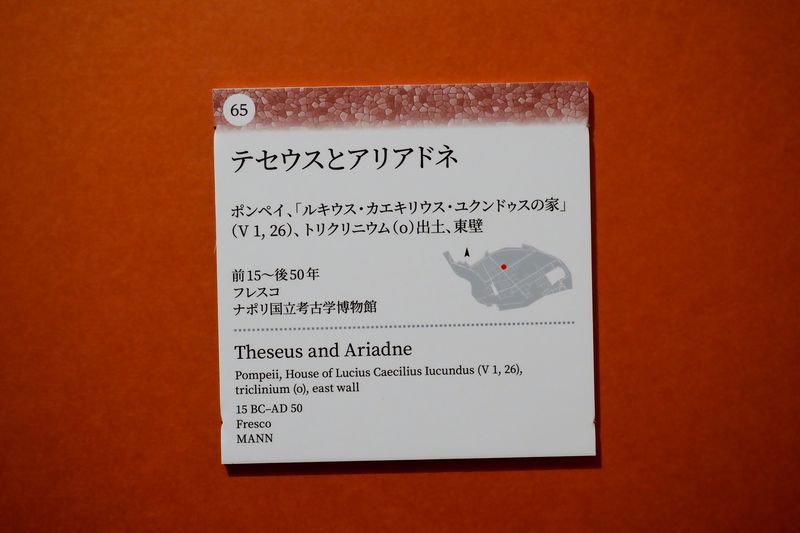 65
テセウスとアリアドネ
ポンペイ、「ルキウス・カエキリウス・ユクンドゥスの家」
(V 1, 26)、トリクリニウム(o)出土、東壁
前15～後50年
フレスコ
ナポリ国立考古学博物館
Theseus and Ariadne
Pompeii, House of Lucius Caecilius Iucundus (V 1, 26),
triclinium (o), east wall
15 BC–AD 50
Fresco
MANN